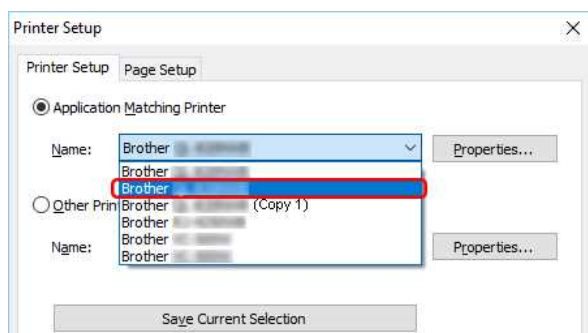 Printer Setup
Printer Setup Page Setup
Application Matching Printer
Name: Brother Properties...
Brother
Brother
Other Prin Brother (Copy 1)
Brother
Name: Brother Properties...
Brother
Save Current Selection